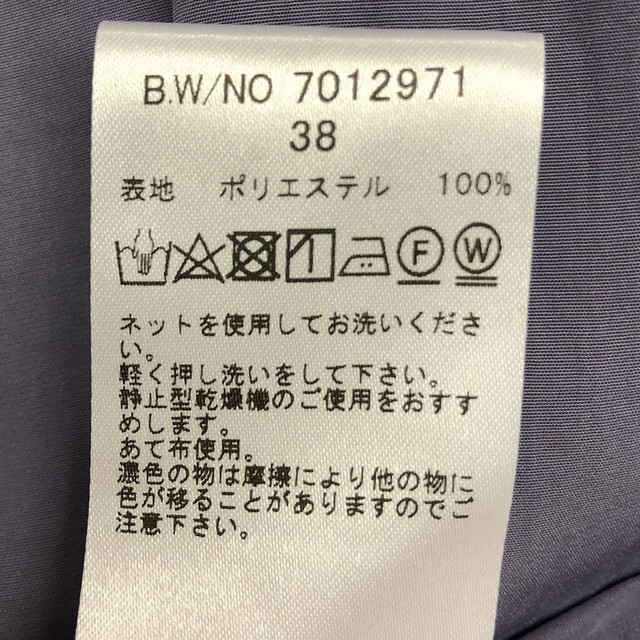 B.W/NO 7012971
38
表地 ポリエステル 100%
F W
ネットを使用してお洗いくださ
い。
軽く押し洗いをして下さい。
静止型乾燥機のご使用をおすす
めします。
あて布使用。
濃色の物は摩擦により他の物に
色が移ることがありますのでご
注意下さい。